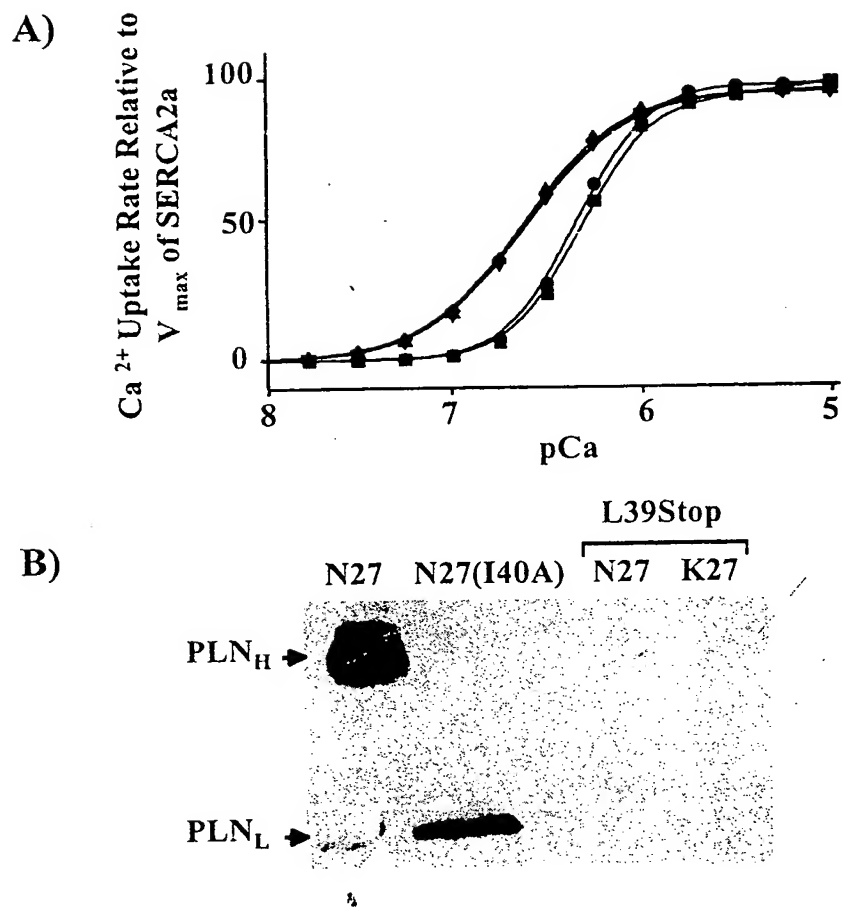 A)
Ca 2+ Uptake Rate Relative to
V max of SERCA2a
100
50
0
8 7 6 5
pCa
B)
L39Stop
N27 N27(I40A) N27 K27
PLNH
PLNL